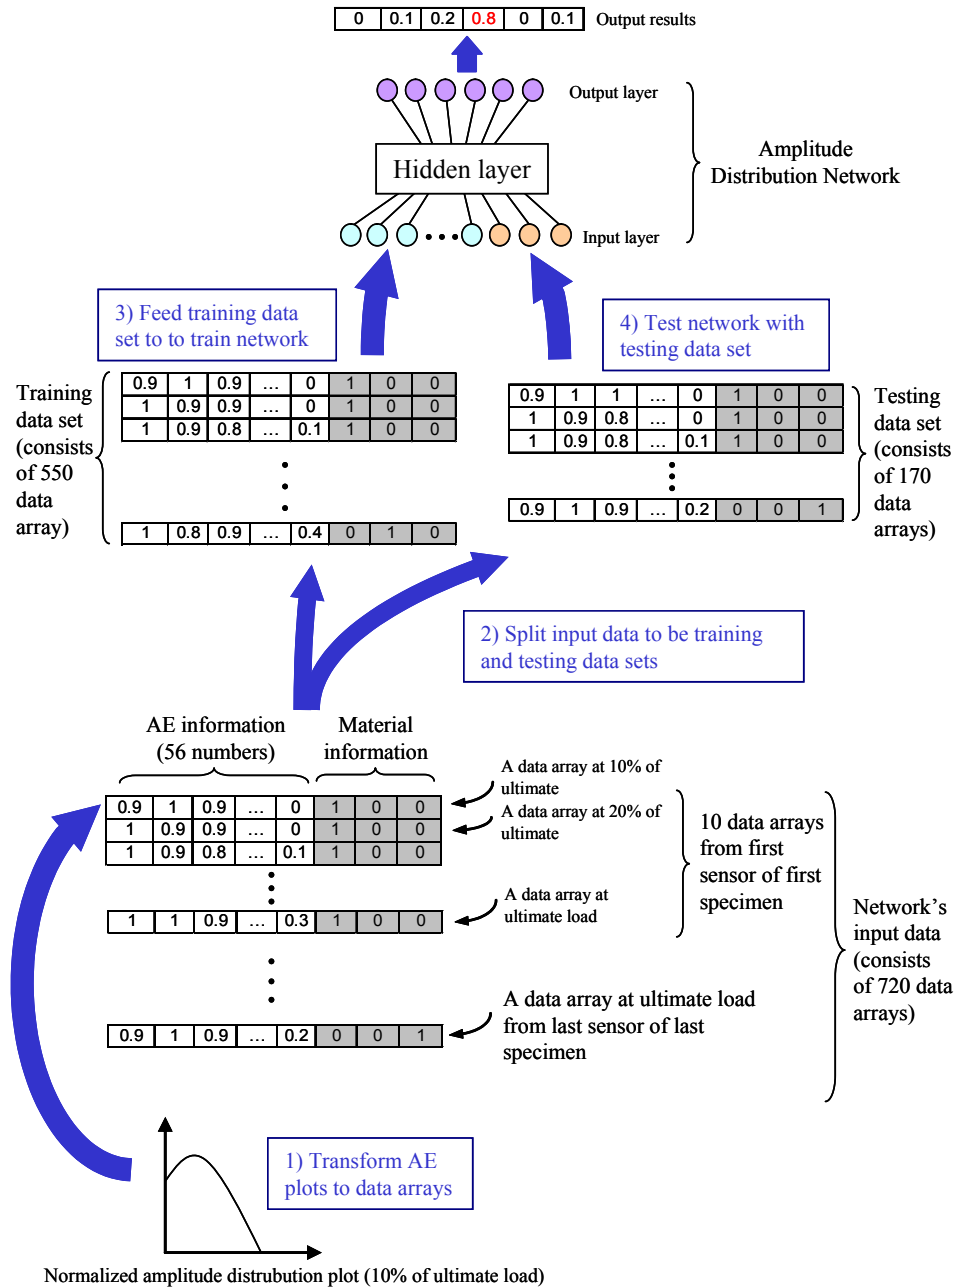 0 0.1 0.2 0.8 0 0.1
Output results
Output layer
Hidden layer
Amplitude
Distribution Network
Input layer
3) Feed training data
set to to train network
4) Test network with
testing data set
Training
data set
(consists
of 550
data
array)
0.9 1 0.9 ... 0 1 0 0
1 0.9 0.9 ... 0 1 0 0
1 0.9 0.8 ... 0.1 1 0 0
1 0.8 0.9 ... 0.4 0 1 0
0.9 1 1 ... 0 1 0 0
1 0.9 0.8 ... 0 1 0 0
1 0.9 0.8 ... 0.1 1 0 0
0.9 1 0.9 ... 0.2 0 0 1
Testing
data set
(consists
of 170
data
arrays)
2) Split input data to be training
and testing data sets
AE information
(56 numbers)
Material
information
0.9 1 0.9 ... 0 1 0 0
1 0.9 0.9 ... 0 1 0 0
1 0.9 0.8 ... 0.1 1 0 0
1 1 0.9 ... 0.3 1 0 0
0.9 1 0.9 ... 0.2 0 0 1
A data array at 10% of
ultimate
A data array at 20% of
ultimate
A data array at
ultimate load
10 data arrays
from first
sensor of first
specimen
A data array at ultimate load
from last sensor of last
specimen
Network’s
input data
(consists
of 720 data
arrays)
1) Transform AE
plots to data arrays
Normalized amplitude distrubution plot (10% of ultimate load)